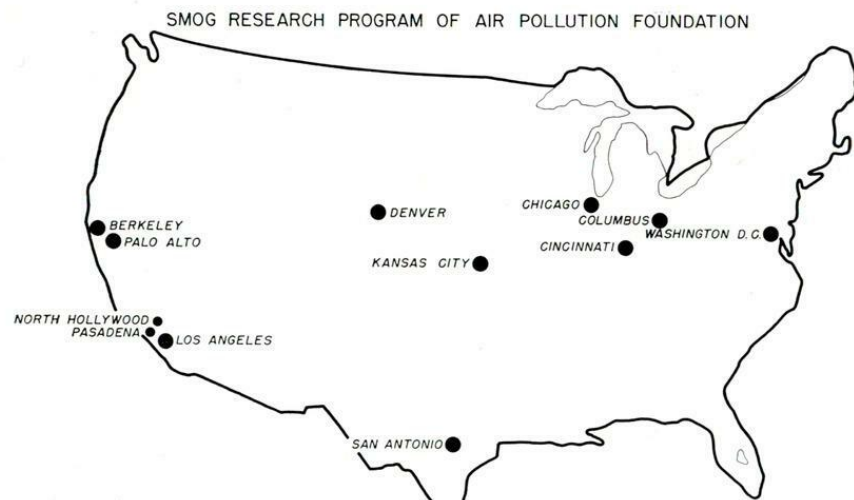 SMOG RESEARCH PROGRAM OF AIR POLLUTION FOUNDATION
CHICAGO
DENVER
COLUMBUS
BERKELEY
WASHINGTON D.C.
PALO ALTO
CINCINNATI
KANSAS CITY
NORTH HOLLYWOOD
PASADENA
LOS ANGELES
SAN ANTONIO